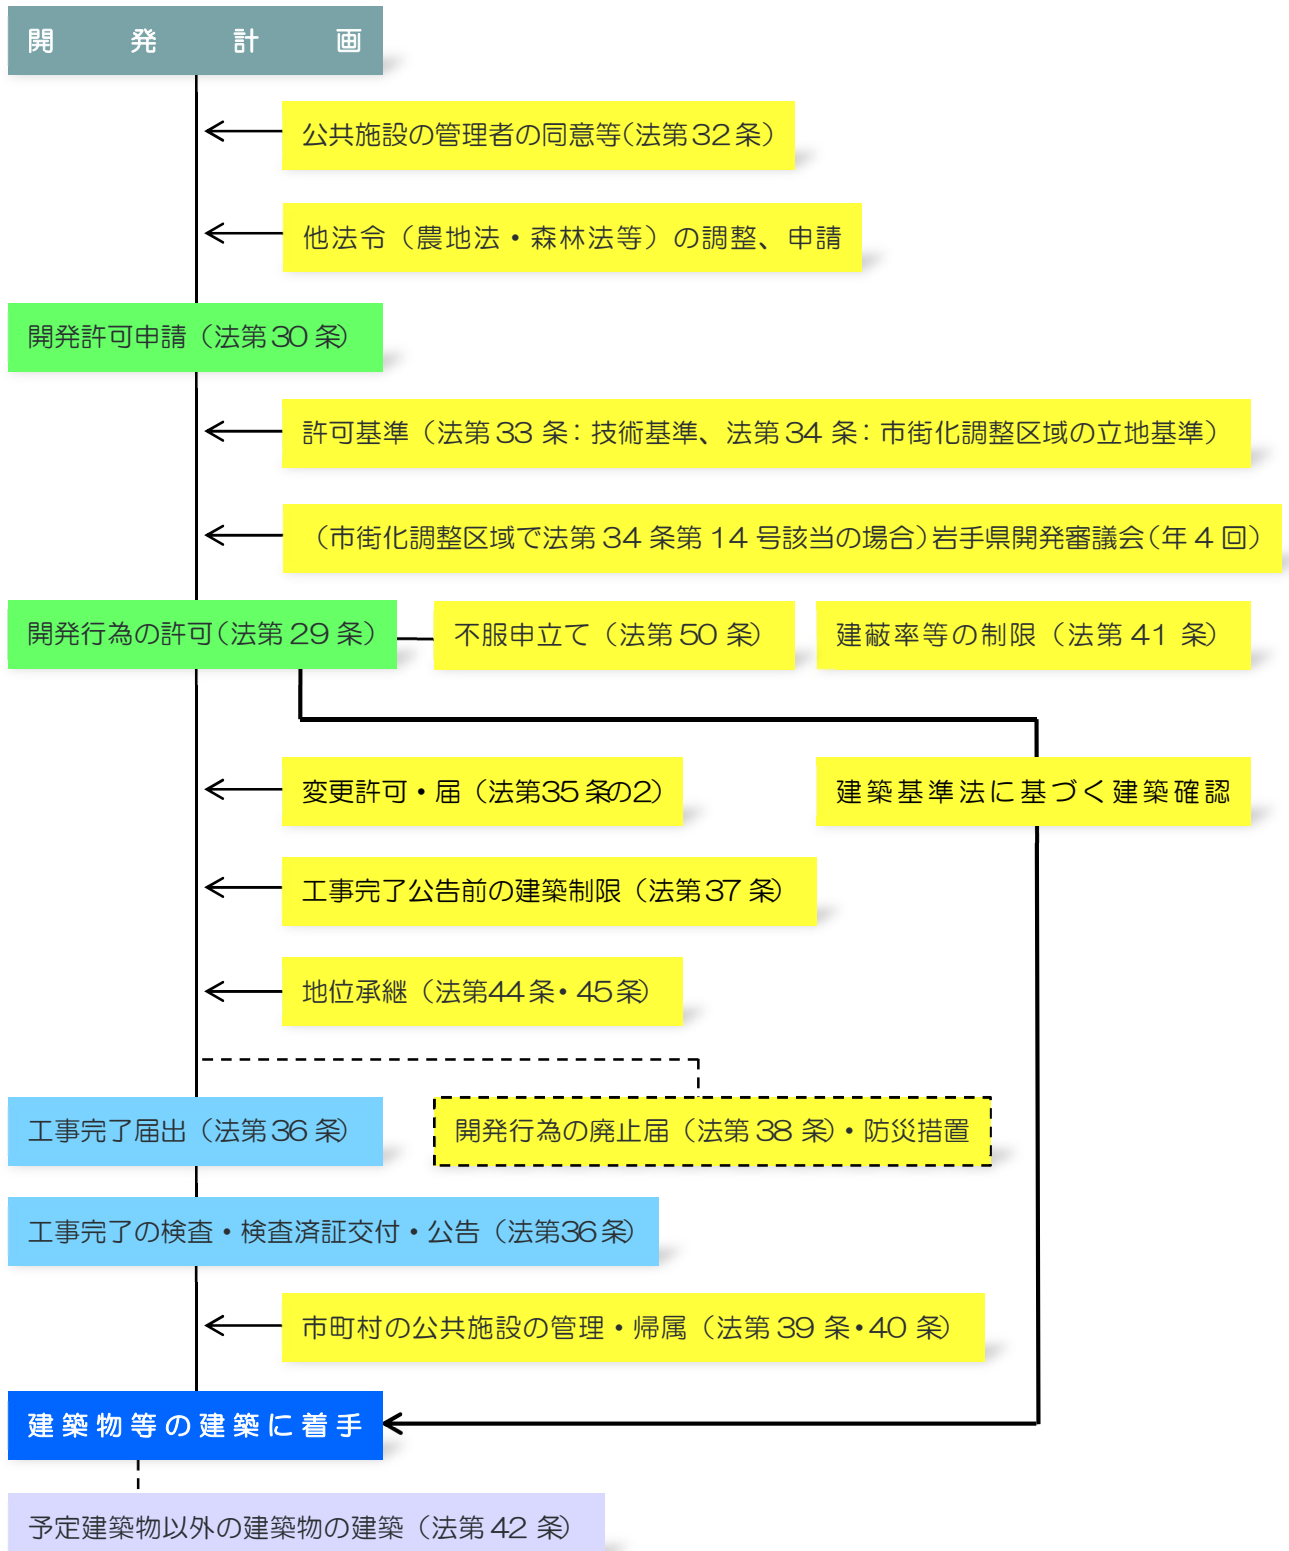 開発計画
公共施設の管理者の同意等(法第32条)
他法令（農地法・森林法等）の調整、申請
開発許可申請（法第30条）
許可基準（法第33条：技術基準、法第34条：市街化調整区域の立地基準）
（市街化調整区域で法第34条第14号該当の場合)岩手県開発審議会(年4回）
開発行為の許可(法第29条）
不服申立て（法第50条）
建蔽率等の制限（法第41条）
変更許可・届（法第35条の2）
建築基準法に基づく建築確認
工事完了公告前の建築制限（法第37条）
地位承継（法第44条・45条）
工事完了届出（法第36条）
開発行為の廃止届（法第38条）・防災措置
工事完了の検査・検査済証交付・公告（法第36条）
市町村の公共施設の管理・帰属（法第39条・40条）
建築物等の建築に着手
予定建築物以外の建築物の建築（法第42条）